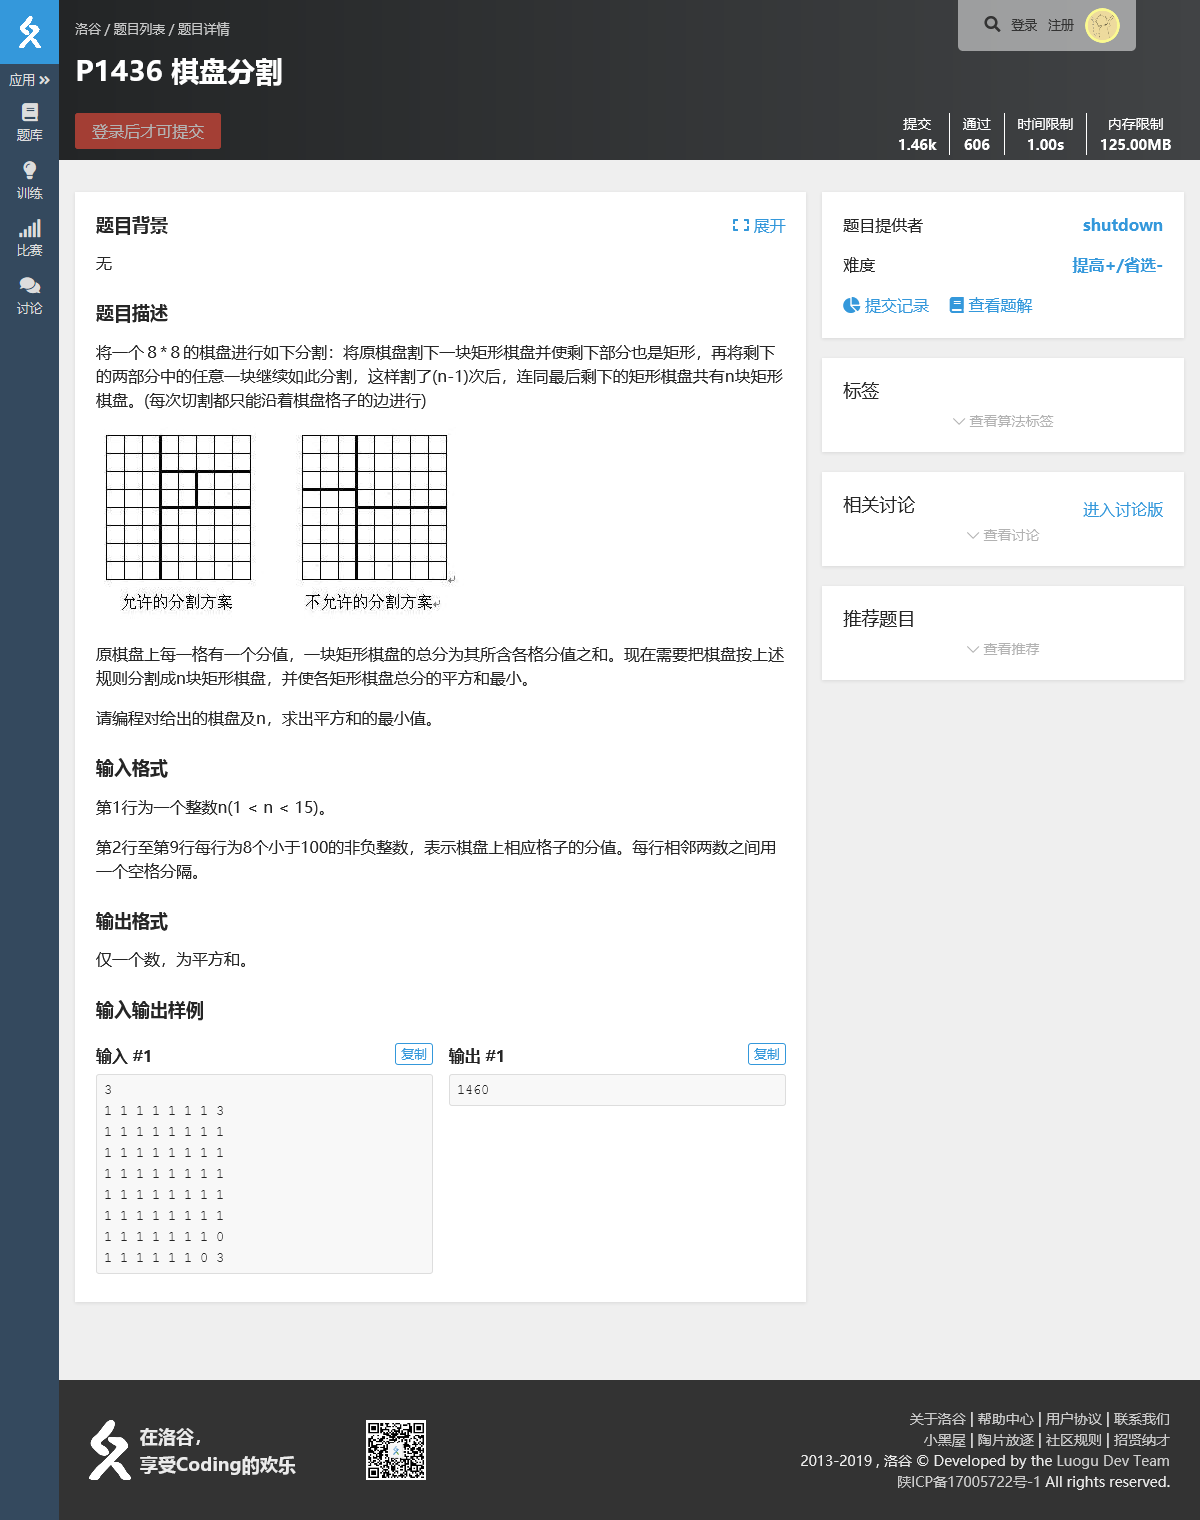 洛谷 / 题目列表 / 题目详情
登录 注册
P1436 棋盘分割
登录后才可提交
提交 1.46k
通过 606
时间限制 1.00s
内存限制 125.00MB
应用
题库
训练
比赛
讨论
题目背景
展开
无
题目描述
将一个８*８的棋盘进行如下分割：将原棋盘割下一块矩形棋盘并使剩下部分也是矩形，再将剩下
的两部分中的任意一块继续如此分割，这样割了(n-1)次后，连同最后剩下的矩形棋盘共有n块矩形
棋盘。(每次切割都只能沿着棋盘格子的边进行)
允许的分割方案
不允许的分割方案
原棋盘上每一格有一个分值，一块矩形棋盘的总分为其所含各格分值之和。现在需要把棋盘按上述
规则分割成n块矩形棋盘，并使各矩形棋盘总分的平方和最小。
请编程对给出的棋盘及n，求出平方和的最小值。
输入格式
第1行为一个整数n(1 < n < 15)。
第2行至第9行每行为8个小于100的非负整数，表示棋盘上相应格子的分值。每行相邻两数之间用
一个空格分隔。
输出格式
仅一个数，为平方和。
输入输出样例
输入 #1
复制
3
1 1 1 1 1 1 1 3
1 1 1 1 1 1 1 1
1 1 1 1 1 1 1 1
1 1 1 1 1 1 1 1
1 1 1 1 1 1 1 1
1 1 1 1 1 1 1 1
1 1 1 1 1 1 1 0
1 1 1 1 1 1 0 3
输出 #1
复制
1460
题目提供者
shutdown
难度
提高+/省选-
提交记录
查看题解
标签
查看算法标签
相关讨论
进入讨论版
查看讨论
推荐题目
查看推荐
在洛谷，
享受Coding的欢乐
关于洛谷 | 帮助中心 | 用户协议 | 联系我们
小黑屋 | 陶片放逐 | 社区规则 | 招贤纳才
2013-2019 , 洛谷 © Developed by the Luogu Dev Team
陕ICP备17005722号-1 All rights reserved.